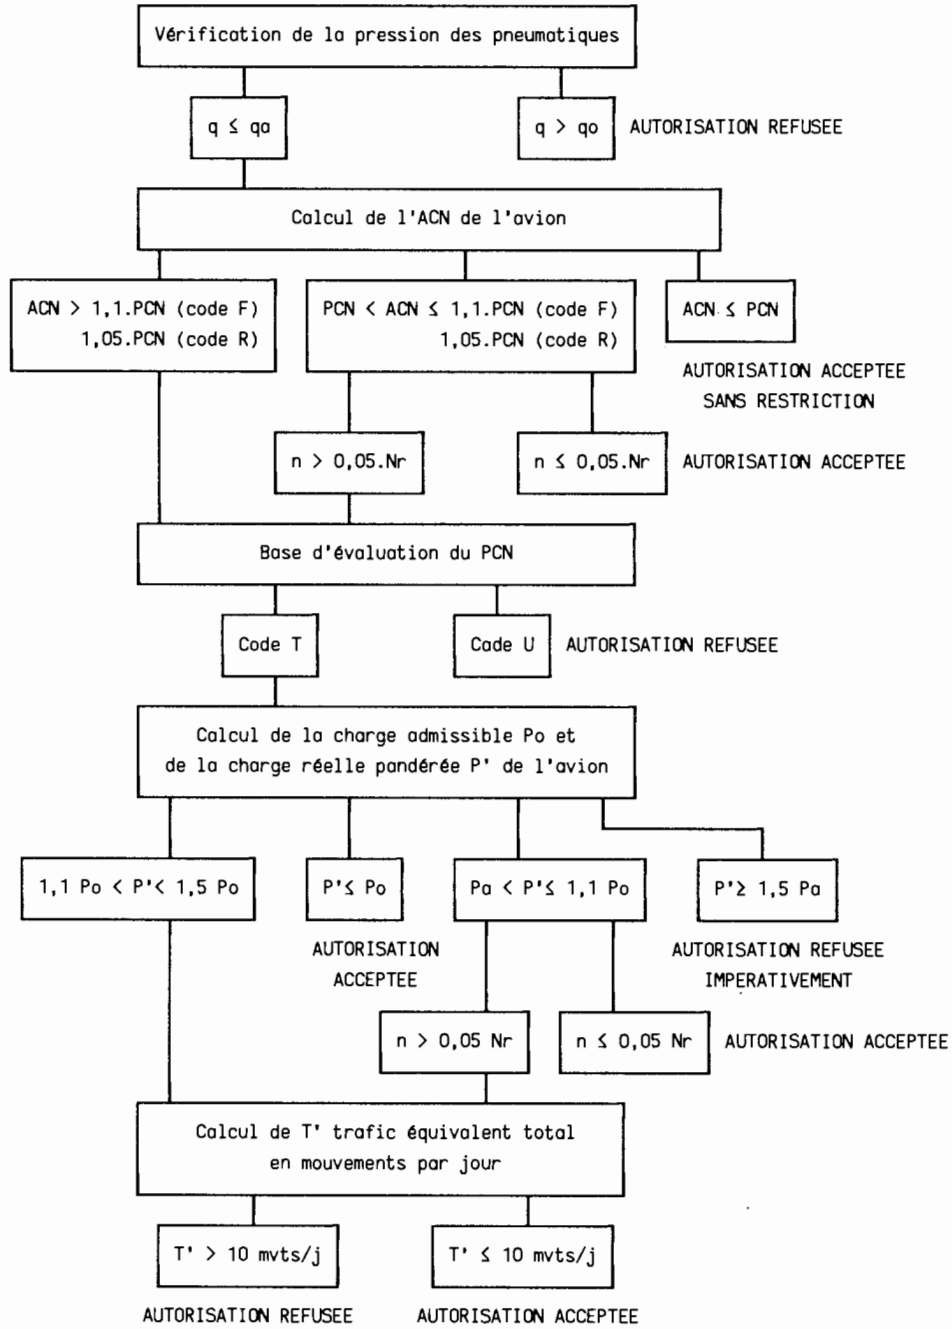 Vérification de la pression des pneumatiques
q ≤ qa
q > qo
AUTORISATION REFUSEE
Calcul de l'ACN de l'avion
ACN > 1,1.PCN (code F)
1,05.PCN (code R)
PCN < ACN ≤ 1,1.PCN (code F)
1,05.PCN (code R)
ACN ≤ PCN
AUTORISATION ACCEPTEE
SANS RESTRICTION
n > 0,05.Nr
n ≤ 0,05.Nr
AUTORISATION ACCEPTEE
Base d'évaluation du PCN
Code T
Cade U
AUTORISATION REFUSEE
Calcul de la charge admissible Po et
de la charge réelle pandérée P' de l'avion
1,1 Po < P'< 1,5 Po
P'≤ Po
Pa < P'≤ 1,1 Po
P'≥ 1,5 Pa
AUTORISATION
ACCEPTEE
AUTORISATION REFUSEE
IMPERATIVEMENT
n > 0,05 Nr
n ≤ 0,05 Nr
AUTORISATION ACCEPTEE
Calcul de T' trafic équivalent total
en mouvements par jour
T' > 10 mvts/j
T' ≤ 10 mvts/j
AUTORISATION REFUSEE
AUTORISATION ACCEPTEE